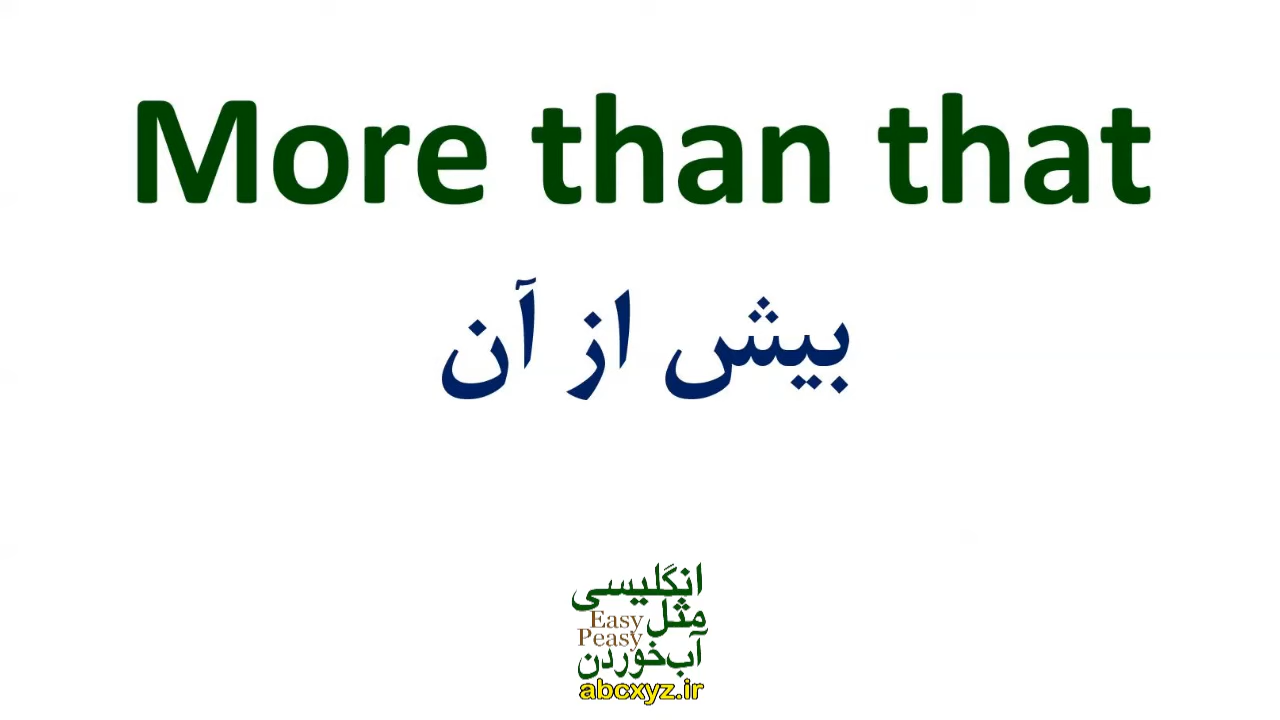 More than that
بیش از آن
انگلیسی
مثل
Easy
Peasy
آب‌خوردن
abcxyz.ir